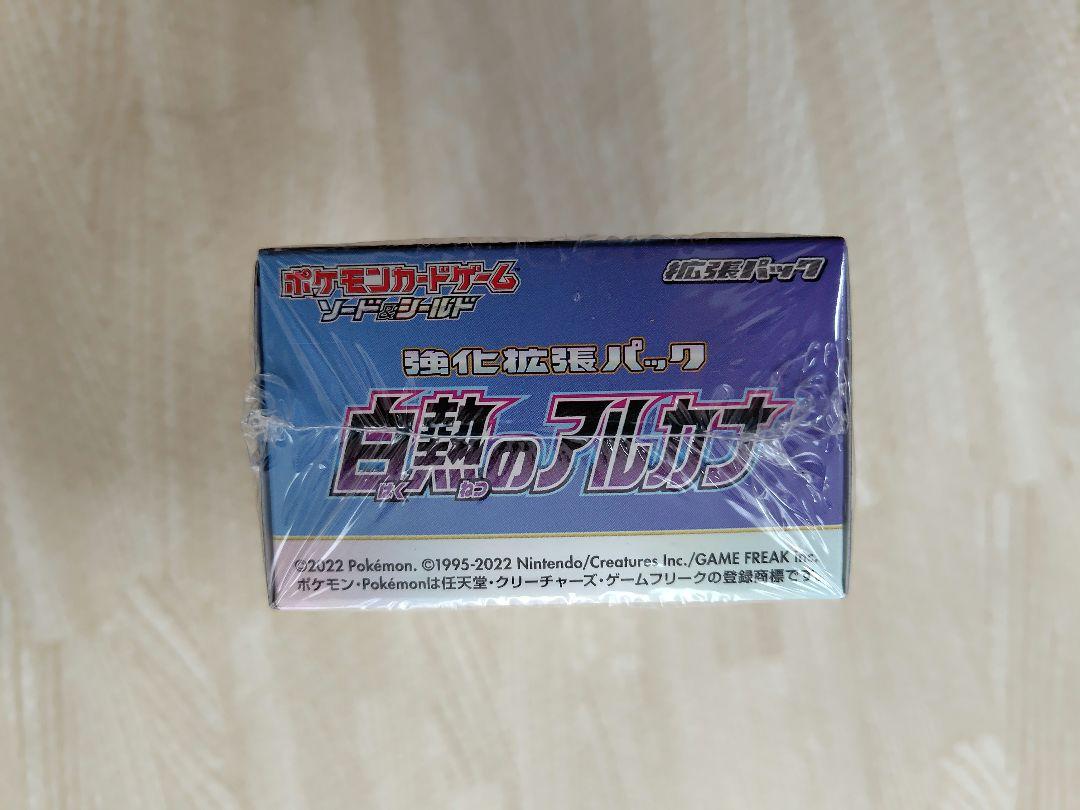 ポケモンカードゲーム
ソード&シールド
拡張パック
強化拡張パック
白熱のアルカナ
はく ねつ
©2022 Pokémon. ©1995-2022 Nintendo/Creatures Inc./GAME FREAK inc.
ポケモン・Pokémonは任天堂・クリーチャーズ・ゲームフリークの登録商標です。